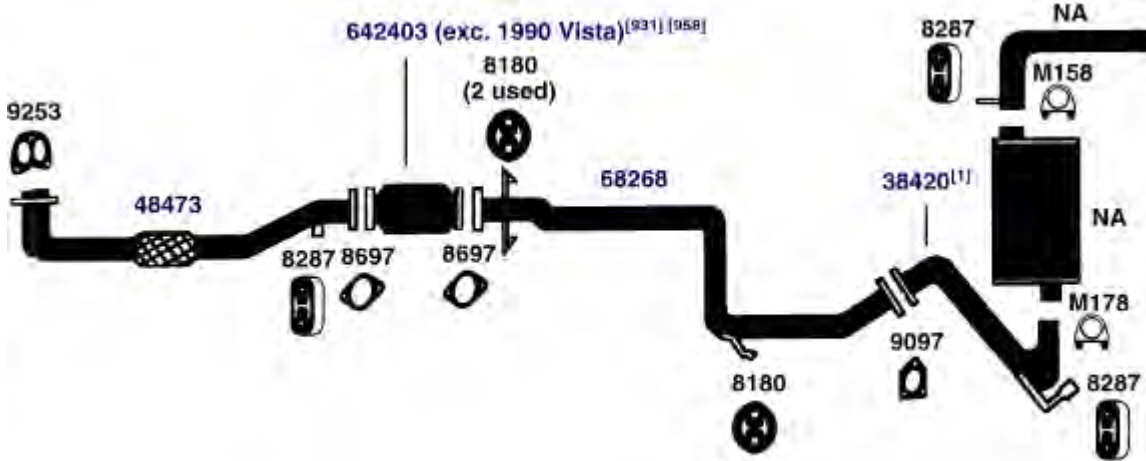 642403 (exc. 1990 Vista)[931] [958]
8287
NA
8180
(2 used)
M158
9253
48473
68268
38420[1]
NA
8287
8697
8697
M178
9097
8180
8287